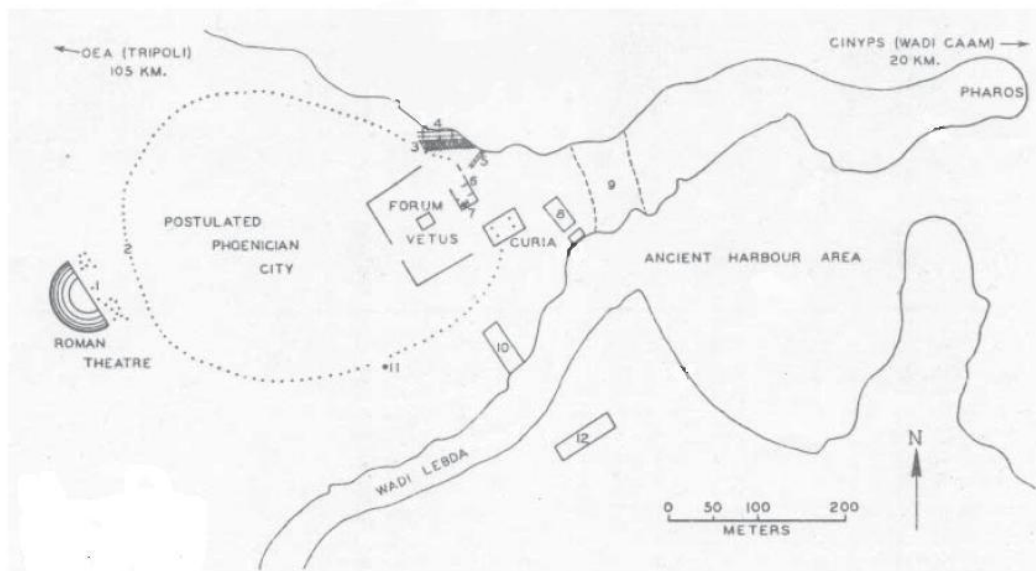 OEA (TRIPOLI)
105 KM.
CINYPS (WADI CAAM)
20 KM.
PHAROS
4
3
5
6
7
FORUM
VETUS
8
9
CURIA
POSTULATED
PHOENICIAN
CITY
2
1
ROMAN
THEATRE
ANCIENT HARBOUR AREA
10
11
12
WADI LEBDA
N
0 50 100 200
METERS